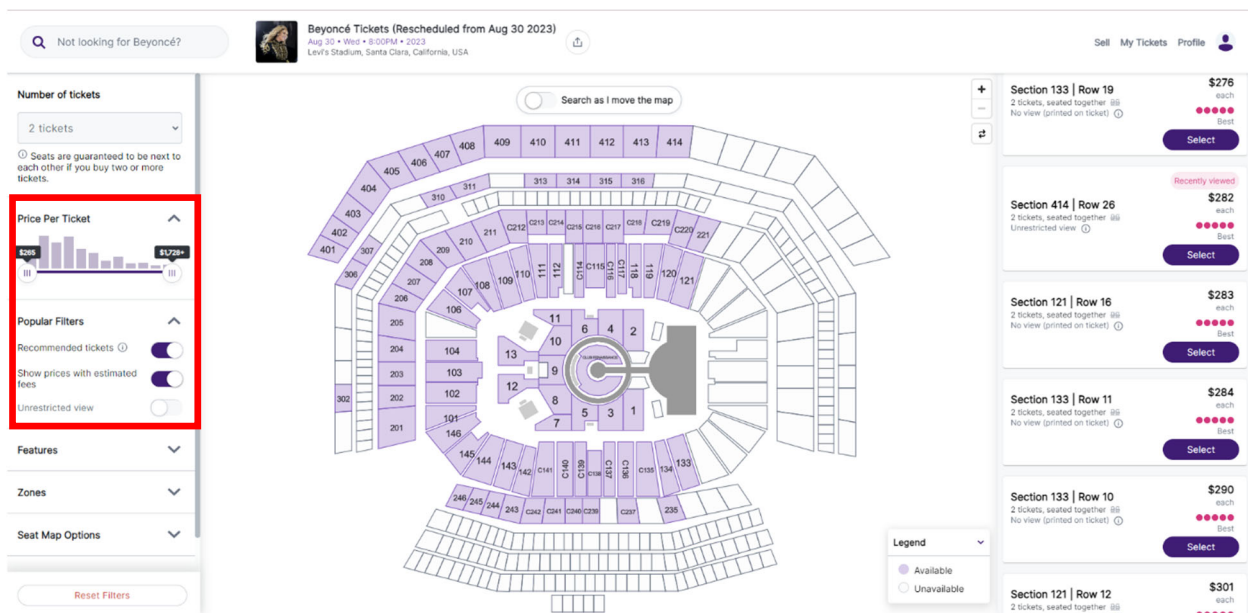 Not looking for Beyoncé?
Beyoncé Tickets (Rescheduled from Aug 30 2023)
Aug 30 • Wed • 8:00PM • 2023
Levi's Stadium, Santa Clara, California, USA
Sell My Tickets Profile
Number of tickets
2 tickets
Seats are guaranteed to be next to
each other if you buy two or more
tickets.
Price Per Ticket
$265 $1,728+
Popular Filters
Recommended tickets
Show prices with estimated
fees
Unrestricted view
Features
Zones
Seat Map Options
Reset Filters
Search as I move the map
401 402 403 404 405 406 407 408 409 410 411 412 413 414
302 306 307 310 311 313 314 315 316
201 202 203 204 205 206 207 208 209 210 211 C212 C213 C214 C215 C216 C217 C218 C219 C220 221
101 102 103 104 106 107 108 109 110 111 112 C114 C115 C116 C117 118 119 120 121
11 6 4 2
10
13 9
12 8
7 5 3 1
146 145 144 143 142 C141 C140 C139 C138 C137 C136 C135 134 133
246 245 244 243 C242 C241 C240 C239 C237 235
+
−
Legend
Available
Unavailable
Section 133 | Row 19
$276
2 tickets, seated together
each
No view (printed on ticket)
Best
Select
Recently viewed
Section 414 | Row 26
$282
2 tickets, seated together
each
Unrestricted view
Best
Select
Section 121 | Row 16
$283
2 tickets, seated together
each
No view (printed on ticket)
Best
Select
Section 133 | Row 11
$284
2 tickets, seated together
each
No view (printed on ticket)
Best
Select
Section 133 | Row 10
$290
2 tickets, seated together
each
No view (printed on ticket)
Best
Select
Section 121 | Row 12
$301
2 tickets, seated together
each